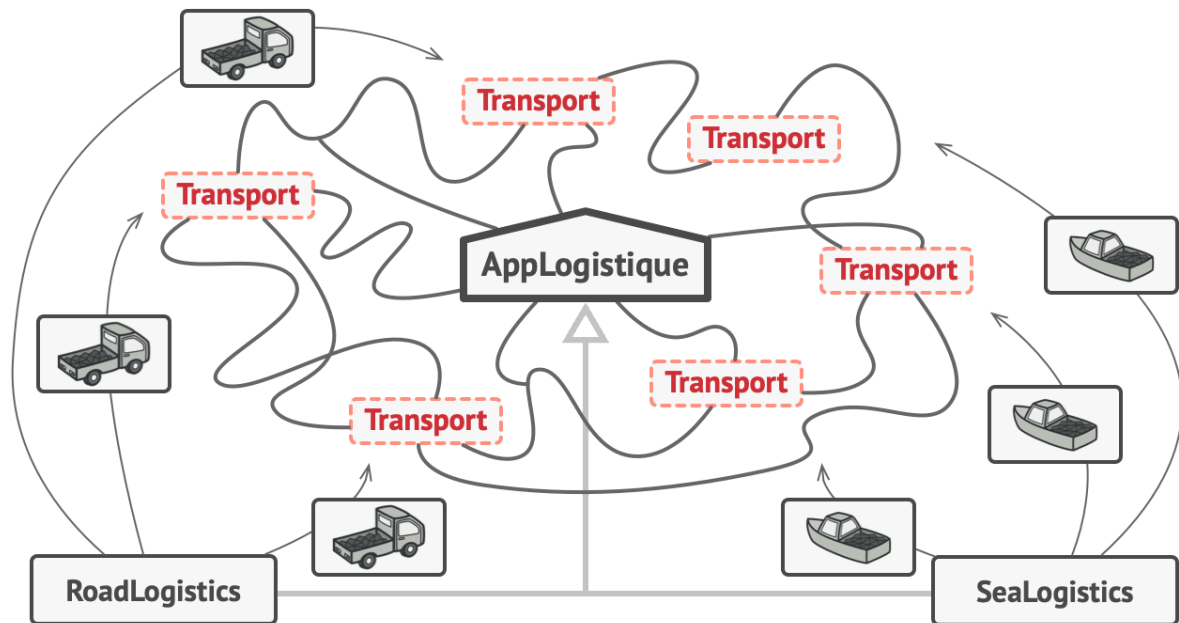 Transport
Transport
Transport
AppLogistique
Transport
Transport
Transport
RoadLogistics
SeaLogistics